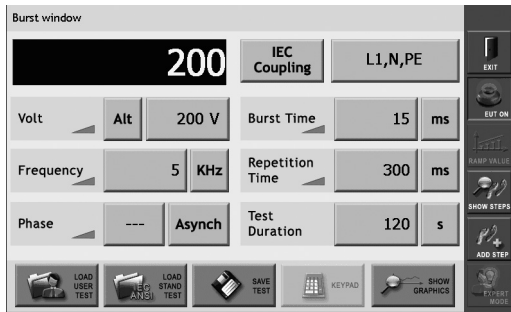 Burst window
200
IEC Coupling
L1,N,PE
EXIT
Volt
Alt
200 V
Burst Time
15
ms
EUT ON
RAMP VALUE
Frequency
5
KHz
Repetition Time
300
ms
SHOW STEPS
Phase
---
Asynch
Test Duration
120
s
ADD STEP
LOAD USER TEST
IEC ANSI
LOAD STAND TEST
SAVE TEST
KEYPAD
SHOW GRAPHICS
EXPERT MODE